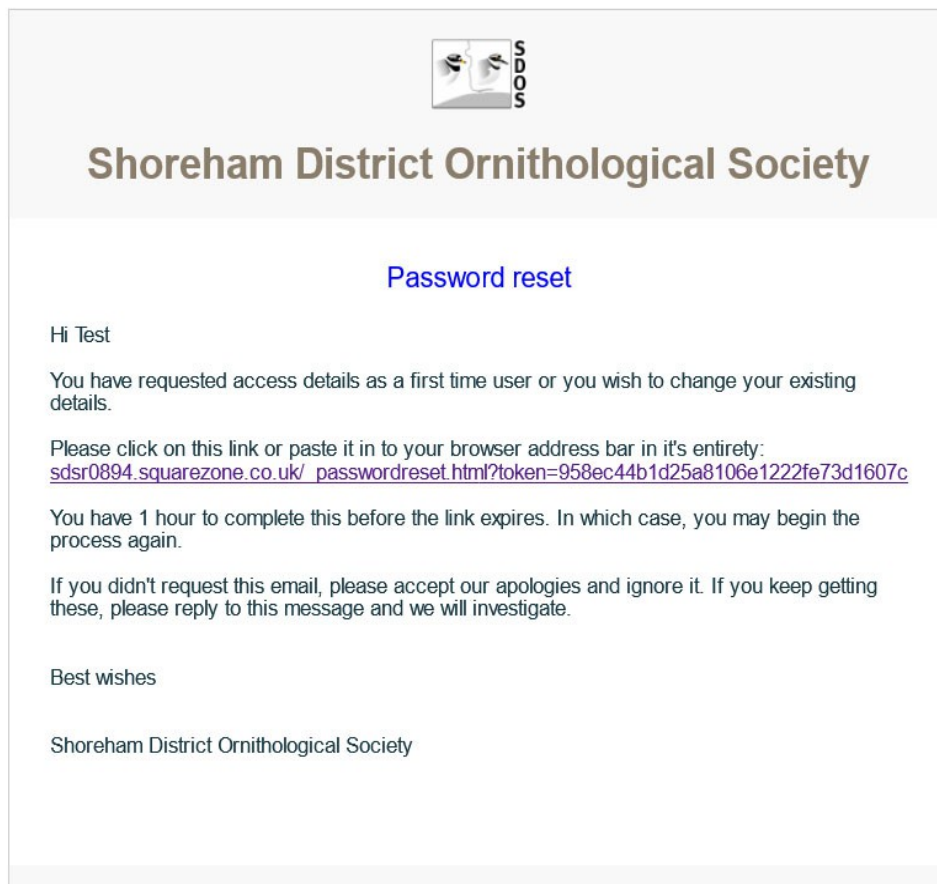 SDOS
Shoreham District Ornithological Society
Password reset
Hi Test
You have requested access details as a first time user or you wish to change your existing
details.
Please click on this link or paste it in to your browser address bar in it's entirety:
sdsr0894.squarezone.co.uk/_passwordreset.html?token=958ec44b1d25a8106e1222fe73d1607c
You have 1 hour to complete this before the link expires. In which case, you may begin the
process again.
If you didn't request this email, please accept our apologies and ignore it. If you keep getting
these, please reply to this message and we will investigate.
Best wishes
Shoreham District Ornithological Society